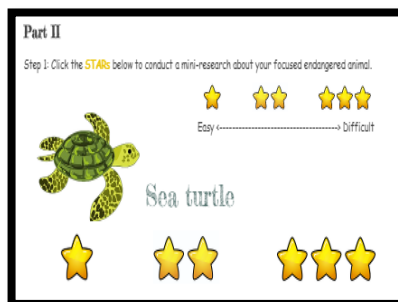 Part II
Step 1: Click the STARs below to conduct a mini-research about your focused endangered animal.
Easy <------------------------------------> Difficult
Sea turtle